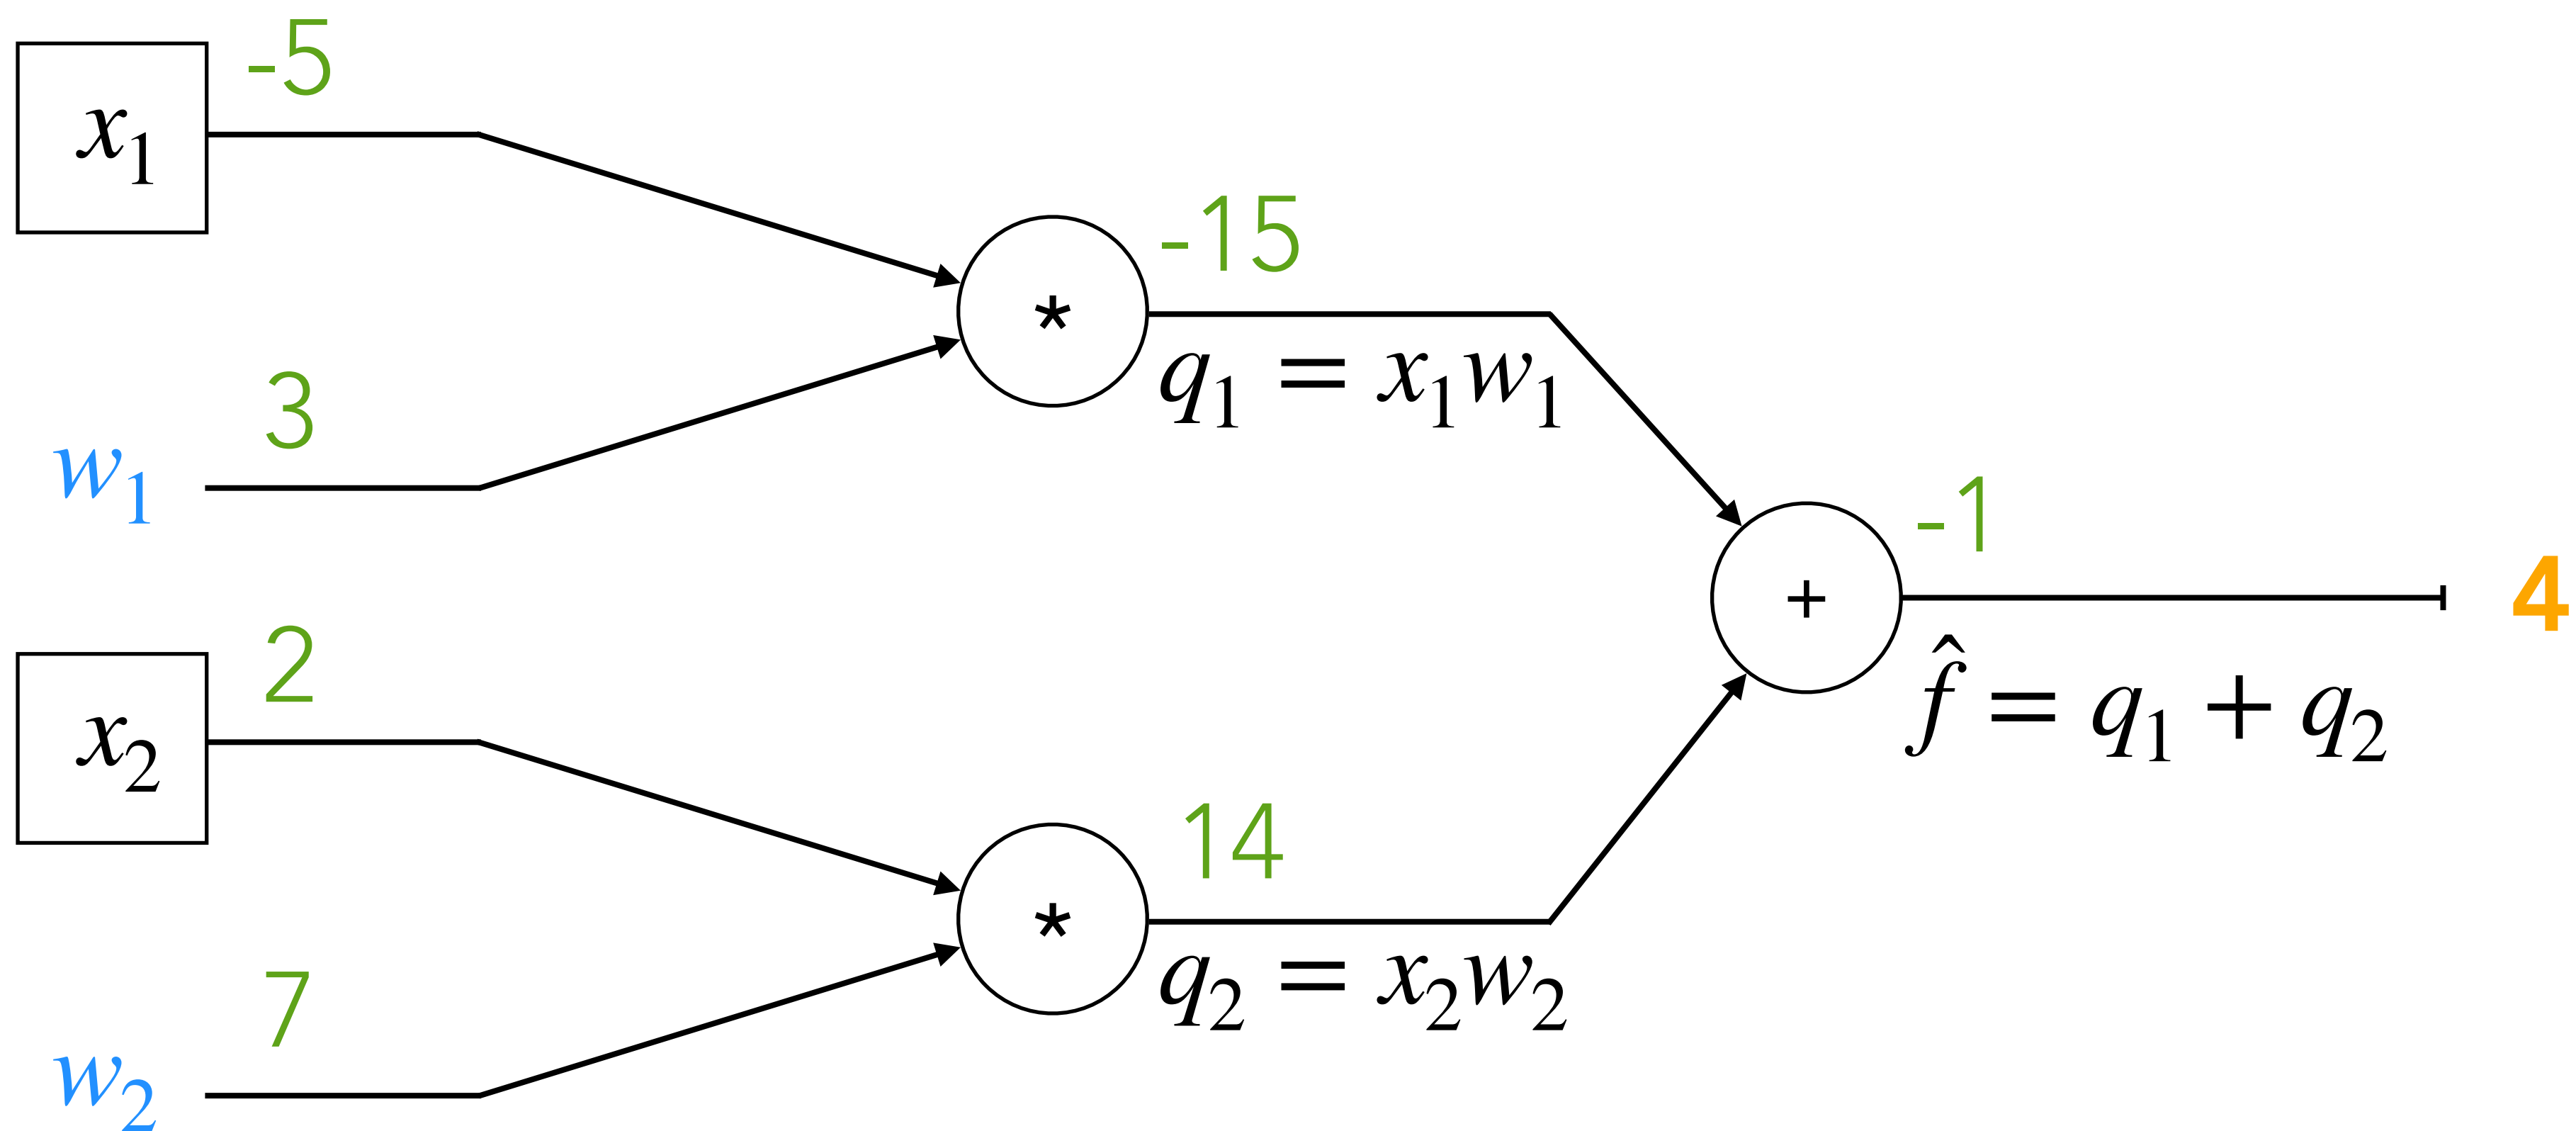 -5
x₁
-15
*
q₁ = x₁w₁
3
w₁
-1
+
4
f̂ = q₁ + q₂
2
x₂
14
*
q₂ = x₂w₂
7
w₂